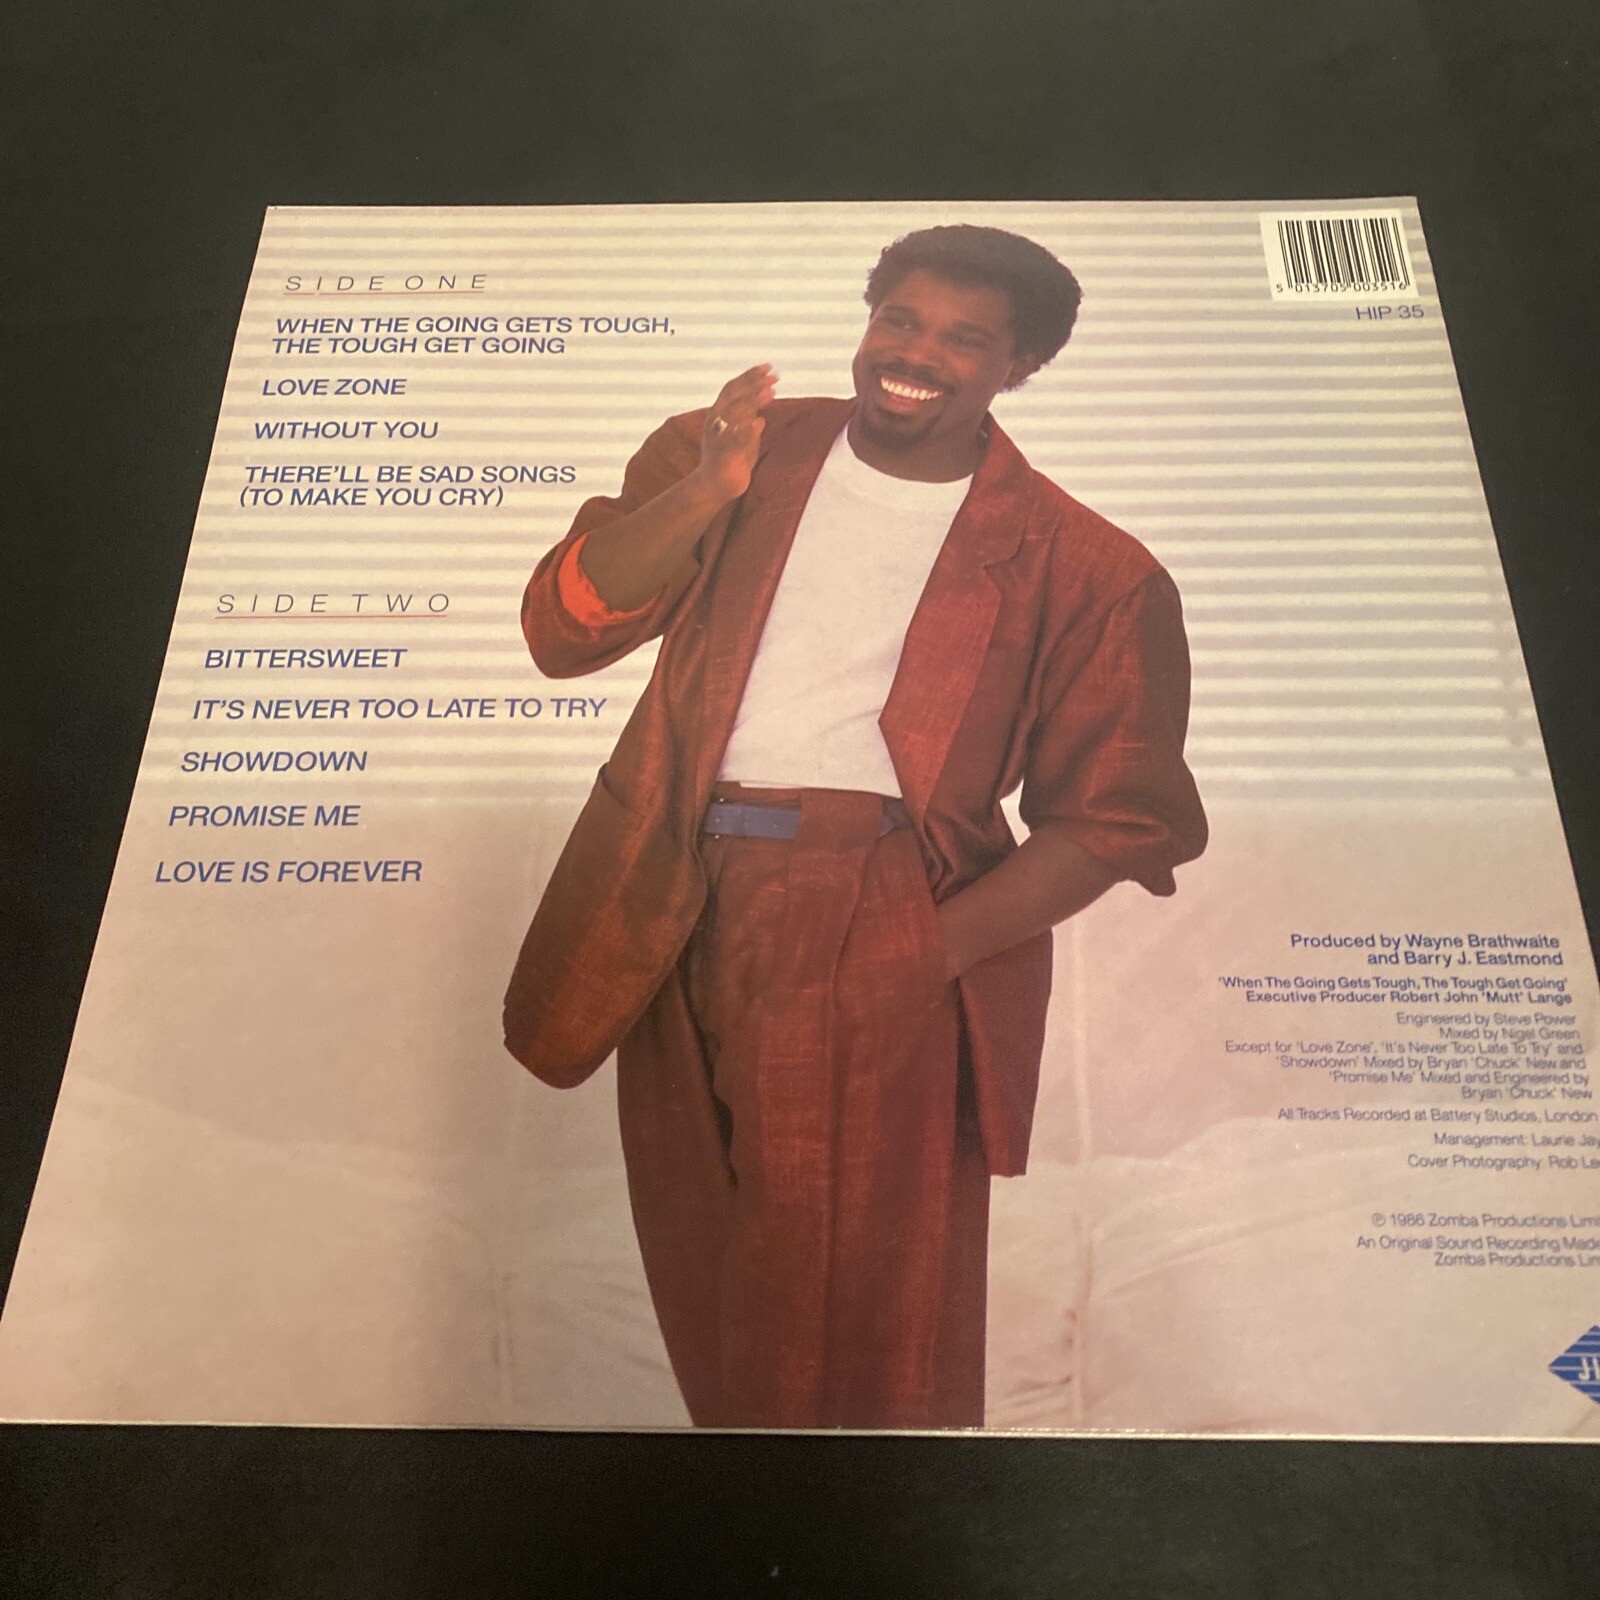 SIDE ONE
WHEN THE GOING GETS TOUGH,
THE TOUGH GET GOING
LOVE ZONE
WITHOUT YOU
THERE'LL BE SAD SONGS
(TO MAKE YOU CRY)
SIDE TWO
BITTERSWEET
IT'S NEVER TOO LATE TO TRY
SHOWDOWN
PROMISE ME
LOVE IS FOREVER
5 013705 003516
HIP 35
Produced by Wayne Brathwaite
and Barry J. Eastmond
'When The Going Gets Tough, The Tough Get Going'
Executive Producer Robert John 'Mutt' Lange
Engineered by Steve Power
Mixed by Nigel Green
Except for 'Love Zone', 'It's Never Too Late To Try' and
'Showdown' Mixed by Bryan 'Chuck' New and
'Promise Me' Mixed and Engineered by
Bryan 'Chuck' New
All Tracks Recorded at Battery Studios, London
Management: Laurie Jay
Cover Photography: Rob
℗ 1986 Zomba Productions
An Original Sound Recording Made
Zomba Productions